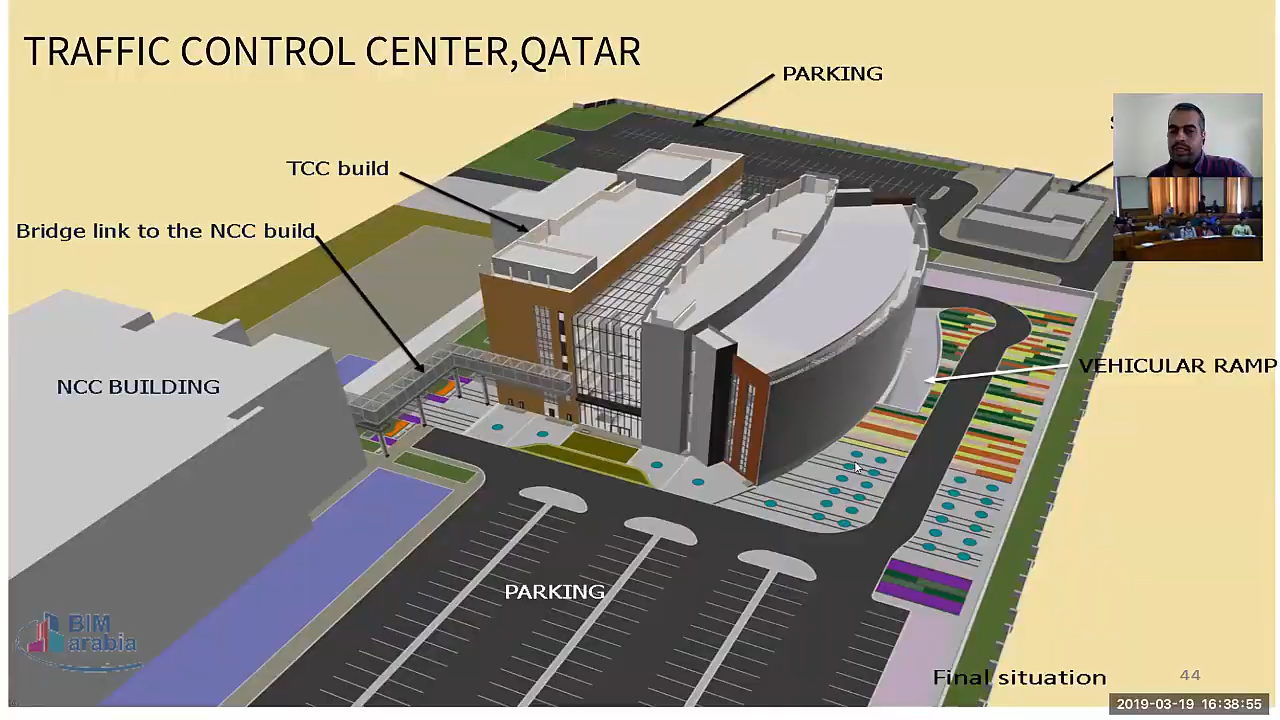 TRAFFIC CONTROL CENTER,QATAR
PARKING
TCC build
Bridge link to the NCC build
NCC BUILDING
VEHICULAR RAMP
PARKING
BIM
arabia
Final situation
44
2019-03-19 16:38:55